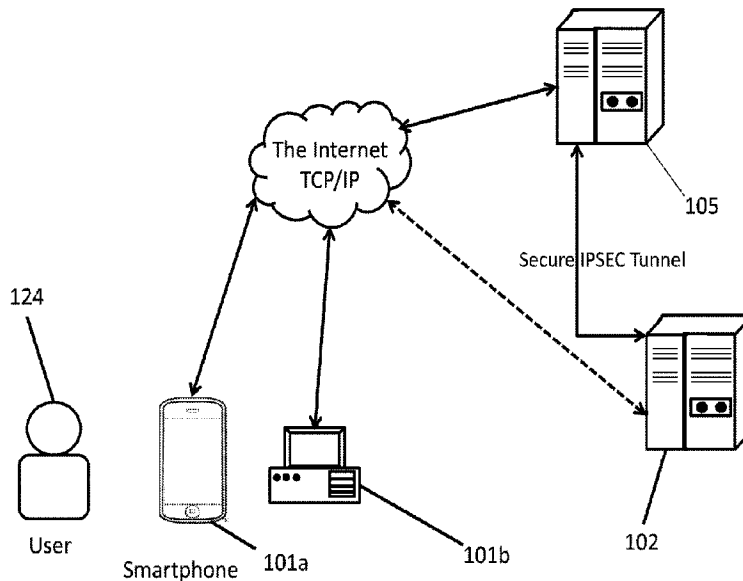 The Internet
TCP/IP
105
Secure IPSEC Tunnel
124
102
User
Smartphone
101a
101b